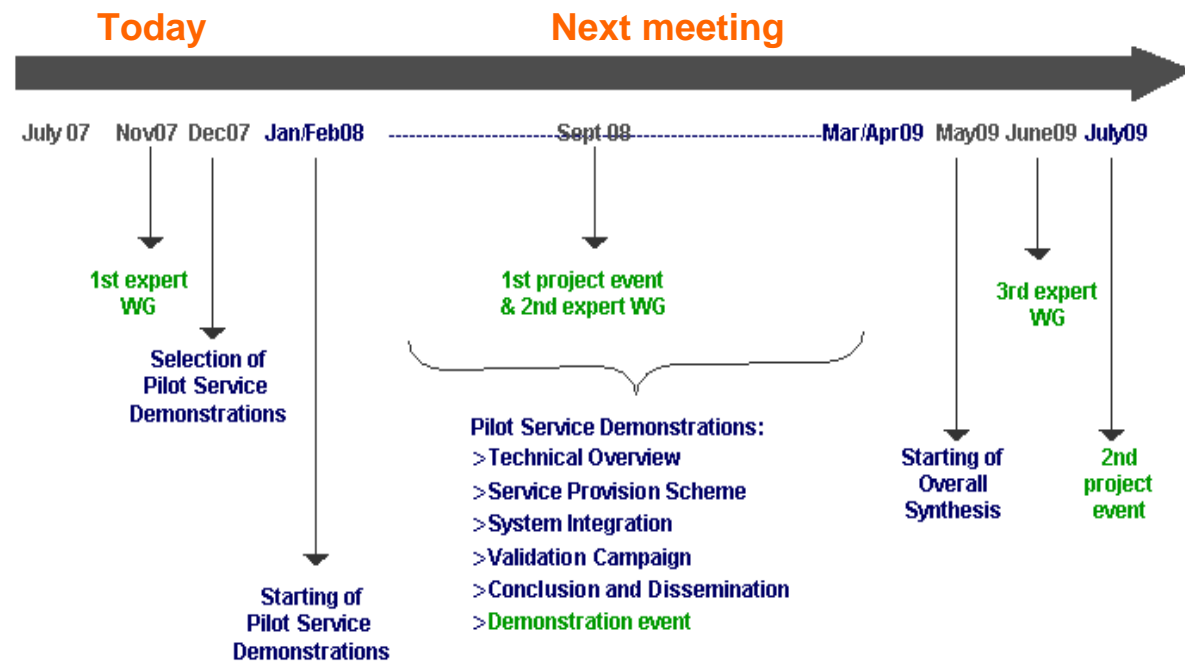 Today Next meeting
July 07 Nov07 Dec07 Jan/Feb08 Sept 08 Mar/Apr09 May09 June09 July09
1st expert
WG
Selection of
Pilot Service
Demonstrations
Starting of
Pilot Service
Demonstrations
1st project event
& 2nd expert WG
Pilot Service Demonstrations:
>Technical Overview
>Service Provision Scheme
>System Integration
>Validation Campaign
>Conclusion and Dissemination
>Demonstration event
Starting of
Overall
Synthesis
3rd expert
WG
2nd
project
event